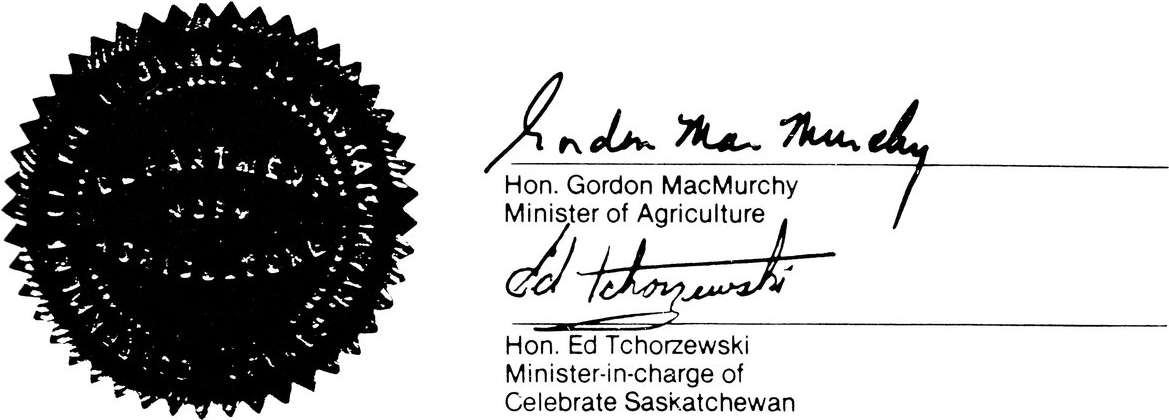 Gordon MacMurchy
Hon. Gordon MacMurchy
Minister of Agriculture
Ed Tchorzewski
Hon. Ed Tchorzewski
Minister-in-charge of
Celebrate Saskatchewan